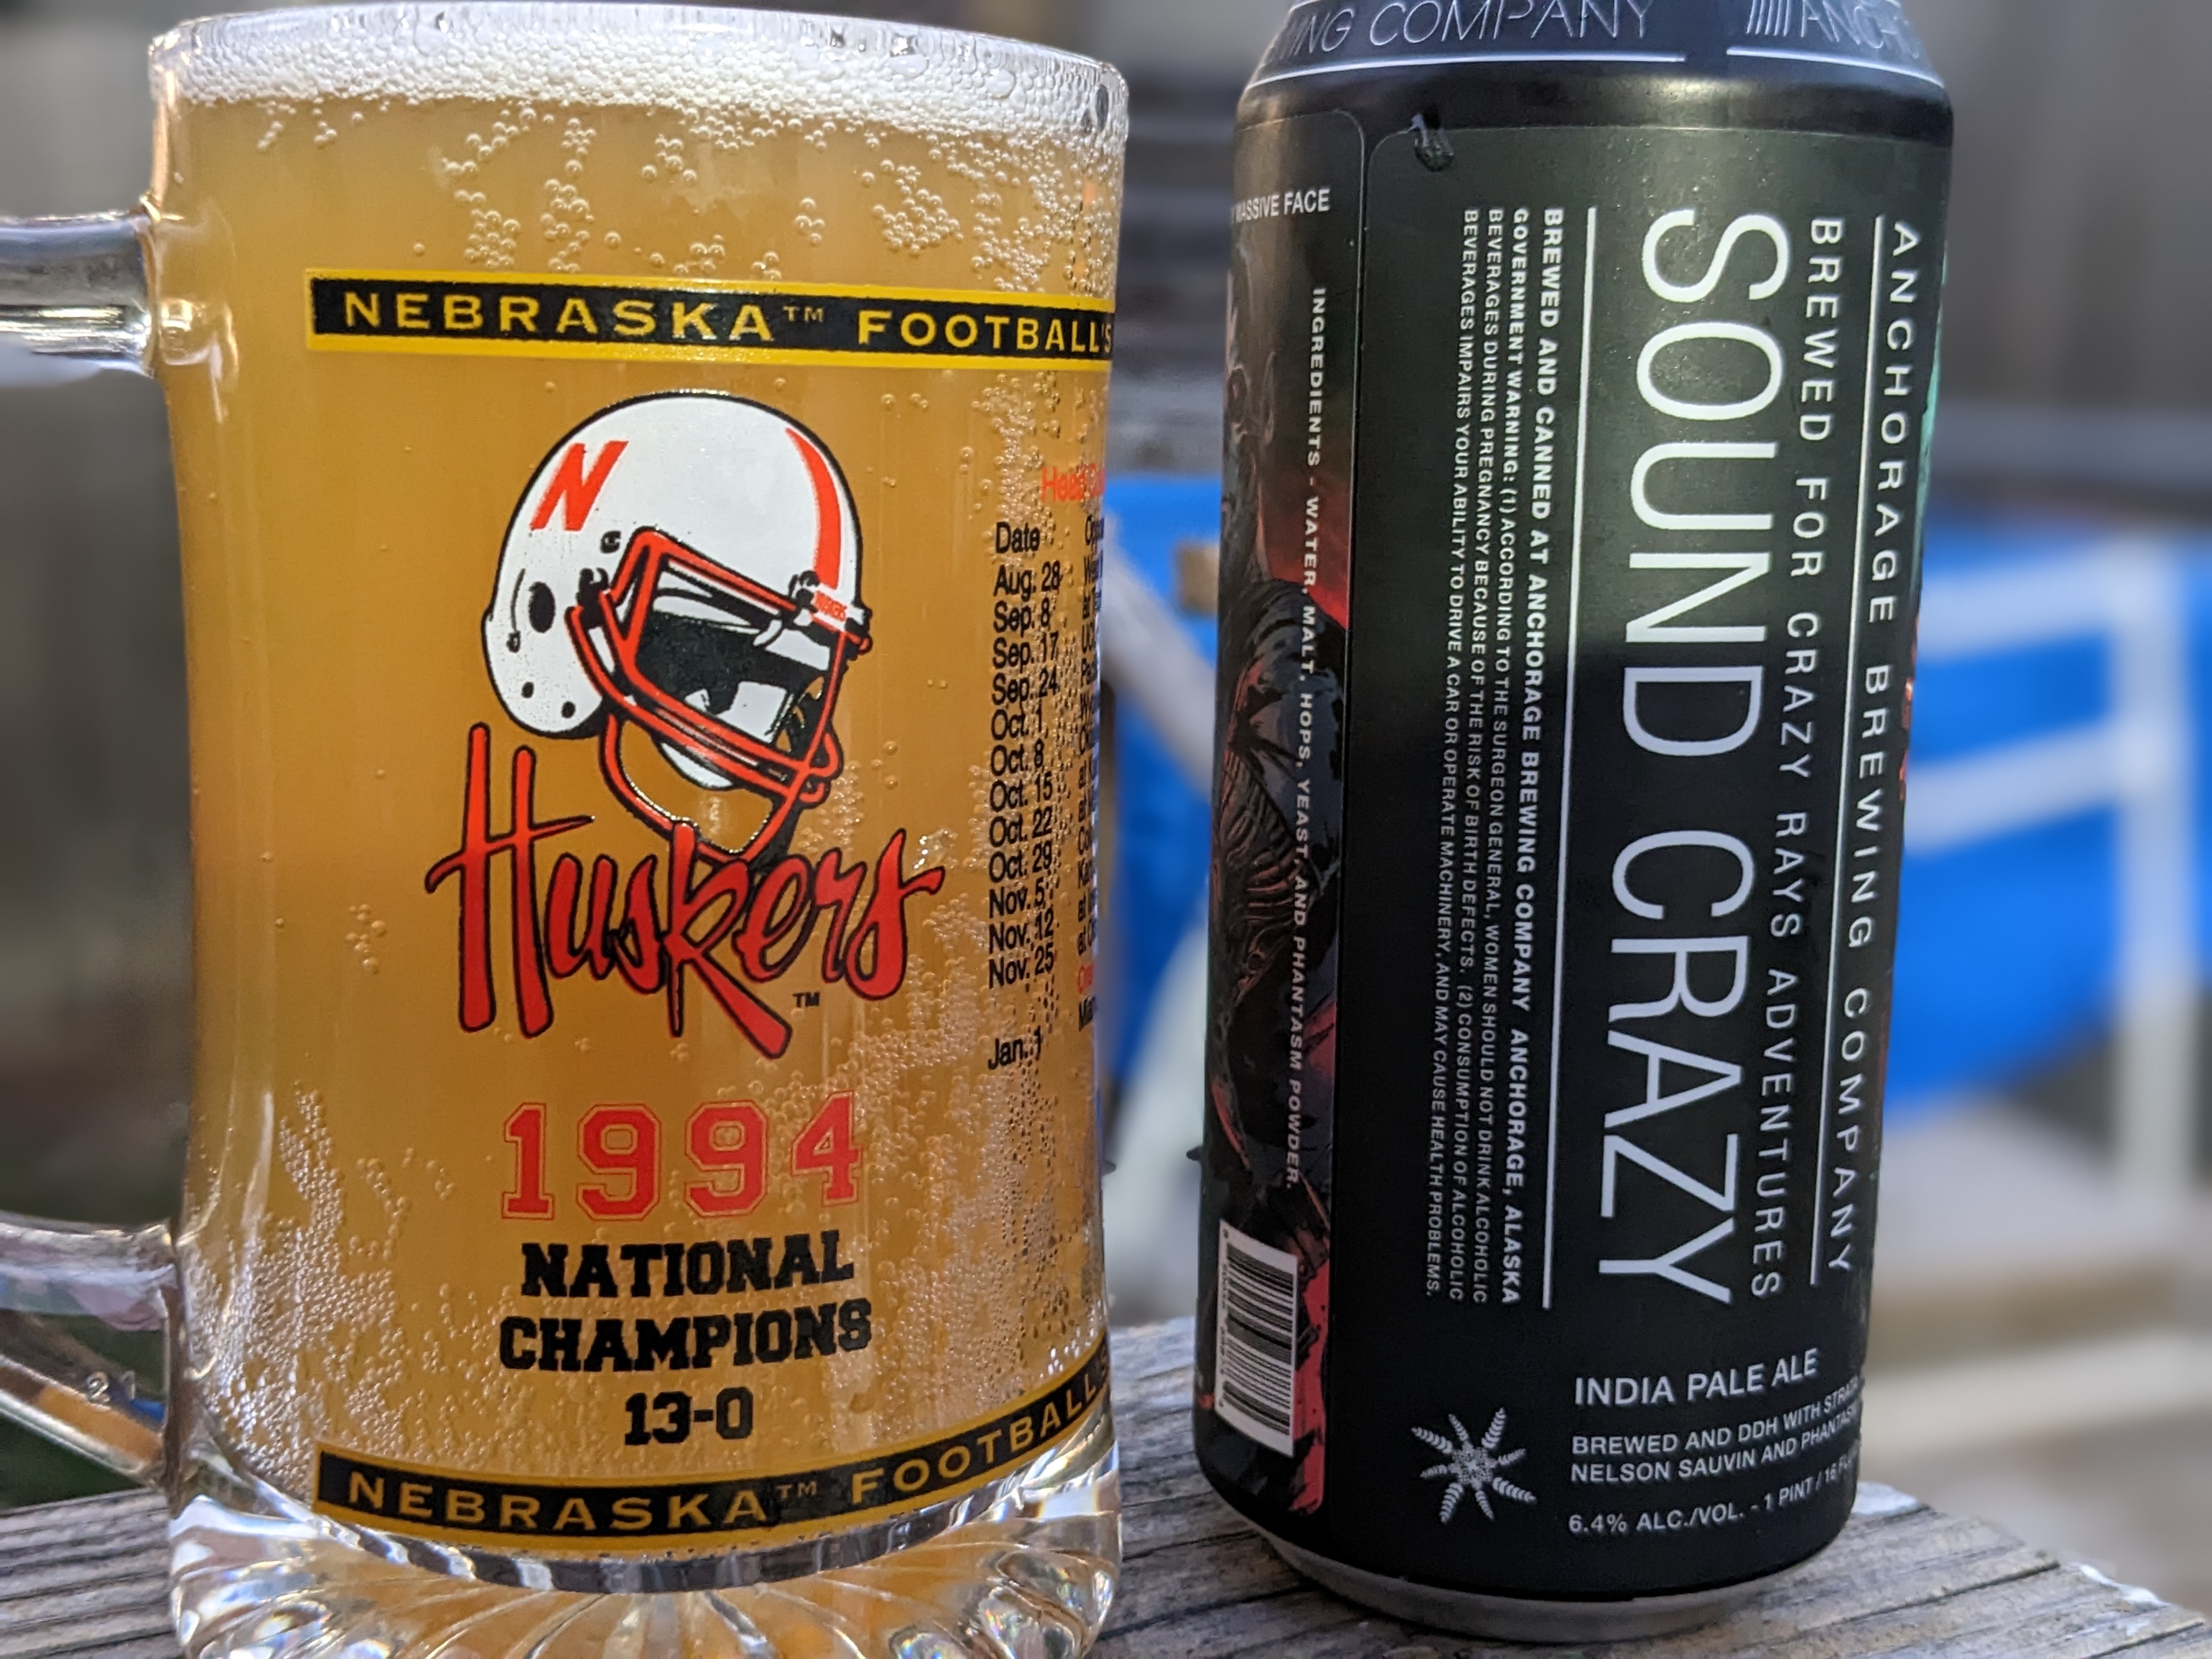 NEBRASKA™ FOOTBALL'S
N
HUSKERS
Huskers
™
Date
Aug. 28
Sep. 8
Sep. 17
Sep. 24
Oct. 1
Oct. 8
Oct. 15
Oct. 22
Oct. 29
Nov. 5
Nov. 12
Nov. 25
Jan. 1
1994
NATIONAL
CHAMPIONS
13-0
NEBRASKA™ FOOTBALL'S
21
COMPANY
MASSIVE FACE
INGREDIENTS - WATER, MALT, HOPS, YEAST, AND PHANTASM POWDER.
ANCHORAGE BREWING COMPANY
BREWED FOR CRAZY RAYS ADVENTURES
SOUND CRAZY
BREWED AND CANNED AT ANCHORAGE BREWING COMPANY ANCHORAGE, ALASKA
GOVERNMENT WARNING: (1) ACCORDING TO THE SURGEON GENERAL, WOMEN SHOULD NOT DRINK ALCOHOLIC
BEVERAGES DURING PREGNANCY BECAUSE OF THE RISK OF BIRTH DEFECTS. (2) CONSUMPTION OF ALCOHOLIC
BEVERAGES IMPAIRS YOUR ABILITY TO DRIVE A CAR OR OPERATE MACHINERY, AND MAY CAUSE HEALTH PROBLEMS.
INDIA PALE ALE
BREWED AND DDH WITH
NELSON SAUVIN AND
6.4% ALC./VOL. - 1 PINT / 16